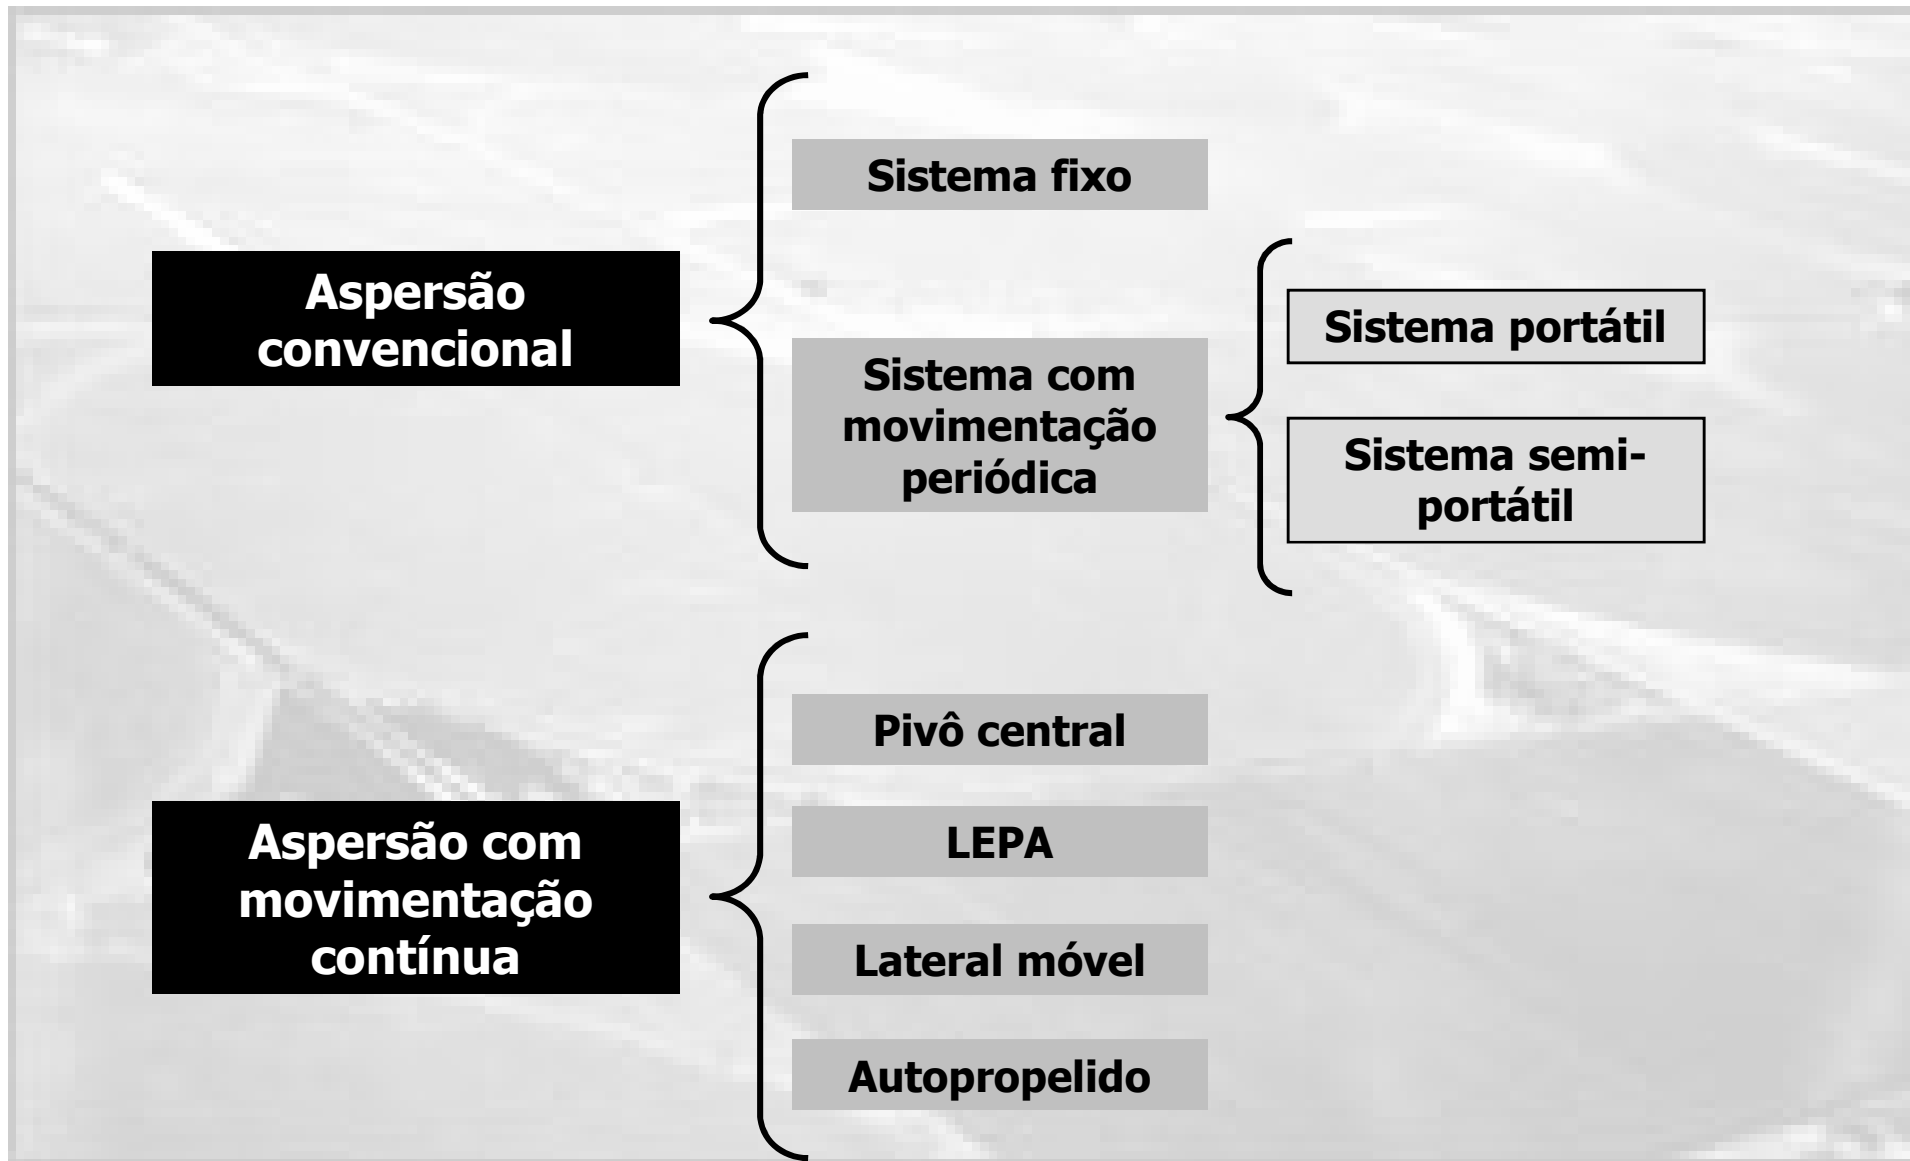 Aspersão
convencional
Sistema fixo
Sistema com
movimentação
periódica
Sistema portátil
Sistema semi-
portátil
Aspersão com
movimentação
contínua
Pivô central
LEPA
Lateral móvel
Autopropelido